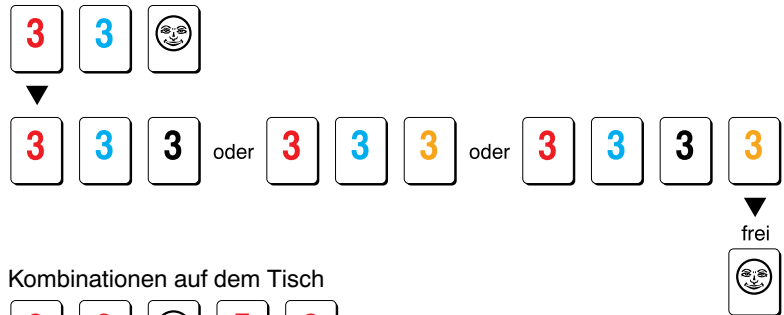 3 3
3 3 3 oder 3 3 3 oder 3 3 3 3
frei
Kombinationen auf dem Tisch